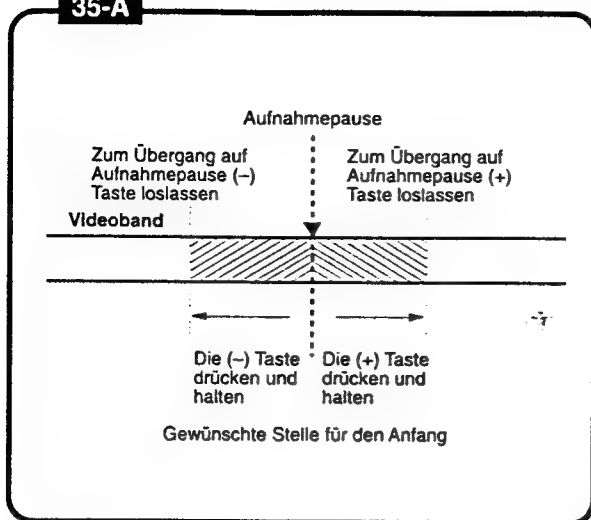 35-A
Aufnahmepause
Zum Übergang auf
Aufnahmepause (–)
Taste loslassen
Zum Übergang auf
Aufnahmepause (+)
Taste loslassen
Videoband
Die (–) Taste
drücken und
halten
Die (+) Taste
drücken und
halten
Gewünschte Stelle für den Anfang